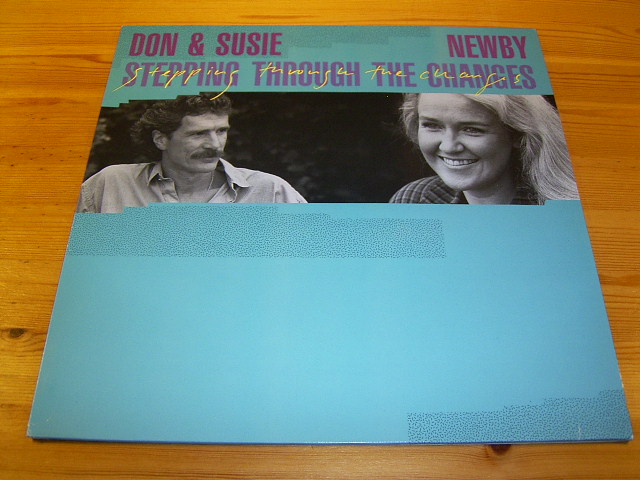 DON & SUSIE NEWBY
STEPPING THROUGH THE CHANGES
stepping through the changes